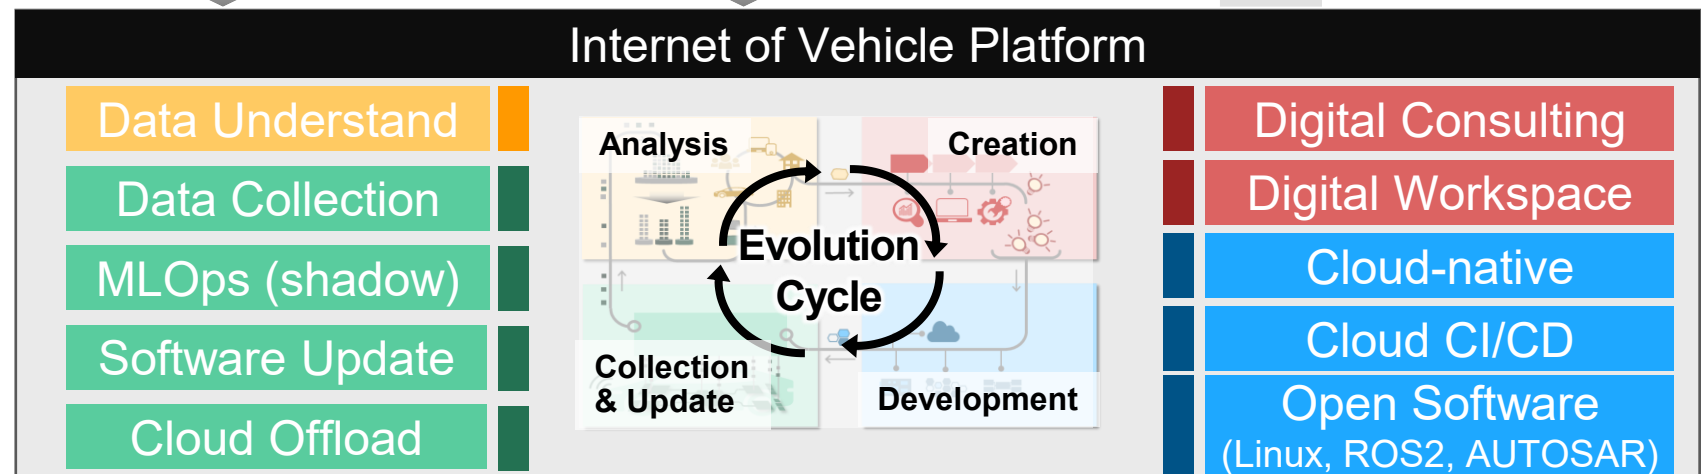 Internet of Vehicle Platform
Data Understand
Data Collection
MLOps (shadow)
Software Update
Cloud Offload
Analysis
Creation
Evolution
Cycle
Collection
& Update
Development
Digital Consulting
Digital Workspace
Cloud-native
Cloud CI/CD
Open Software
(Linux, ROS2, AUTOSAR)